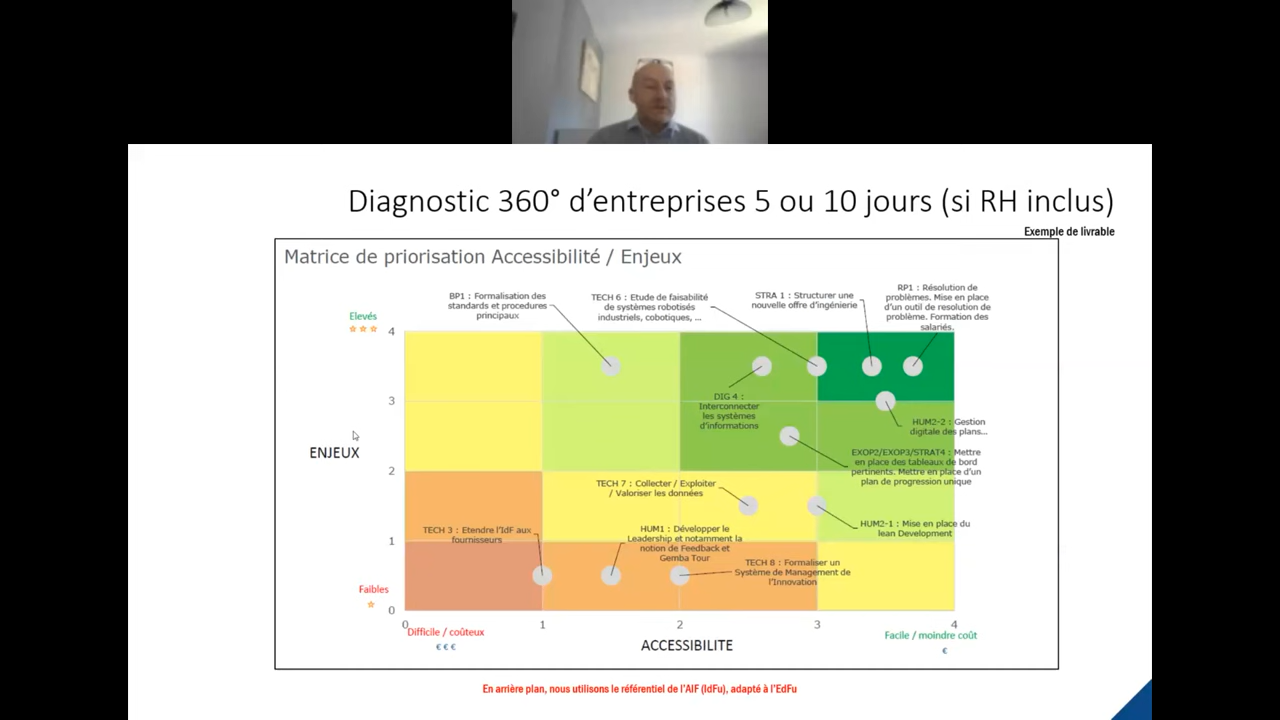 Diagnostic 360° d’entreprises 5 ou 10 jours (si RH inclus)
Exemple de livrable
Matrice de priorisation Accessibilité / Enjeux
BP1 : Formalisation des
standards et procedures
principaux
TECH 6 : Etude de faisabilité
de systèmes robotisés
industriels, cobotiques, ...
STRA 1 : Structurer une
nouvelle offre d’ingénierie
RP1 : Résolution de
problèmes. Mise en place
d’un outil de resolution de
problème. Formation des
salariés.
Elevés
4
DIG 4 :
Interconnecter
les systèmes
d’informations
3
HUM2-2 : Gestion
digitale des plans...
ENJEUX
EXOP2/EXOP3/STRAT4 : Mettre
en place des tableaux de bord
pertinents. Mettre en place d’un
plan de progression unique
2
TECH 7 : Collecter / Exploiter
/ Valoriser les données
HUM2-1 : Mise en place du
lean Development
TECH 3 : Etendre l’IdF aux
fournisseurs
HUM1 : Développer le
Leadership et notamment la
notion de Feedback et
Gemba Tour
1
TECH 8 : Formaliser un
Système de Management de
l’Innovation
Faibles
0
0 1 2 3 4
Difficile / coûteux
€ € €
ACCESSIBILITE
Facile / moindre coût
€
En arrière plan, nous utilisons le référentiel de l’AIF (IdFu), adapté à l’EdFu